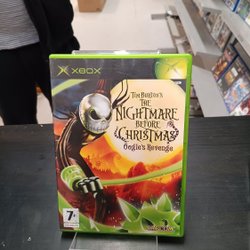 XBOX
TIM BURTON'S
THE
NIGHTMARE
BEFORE
CHRISTMAS
Oogie's Revenge
7+